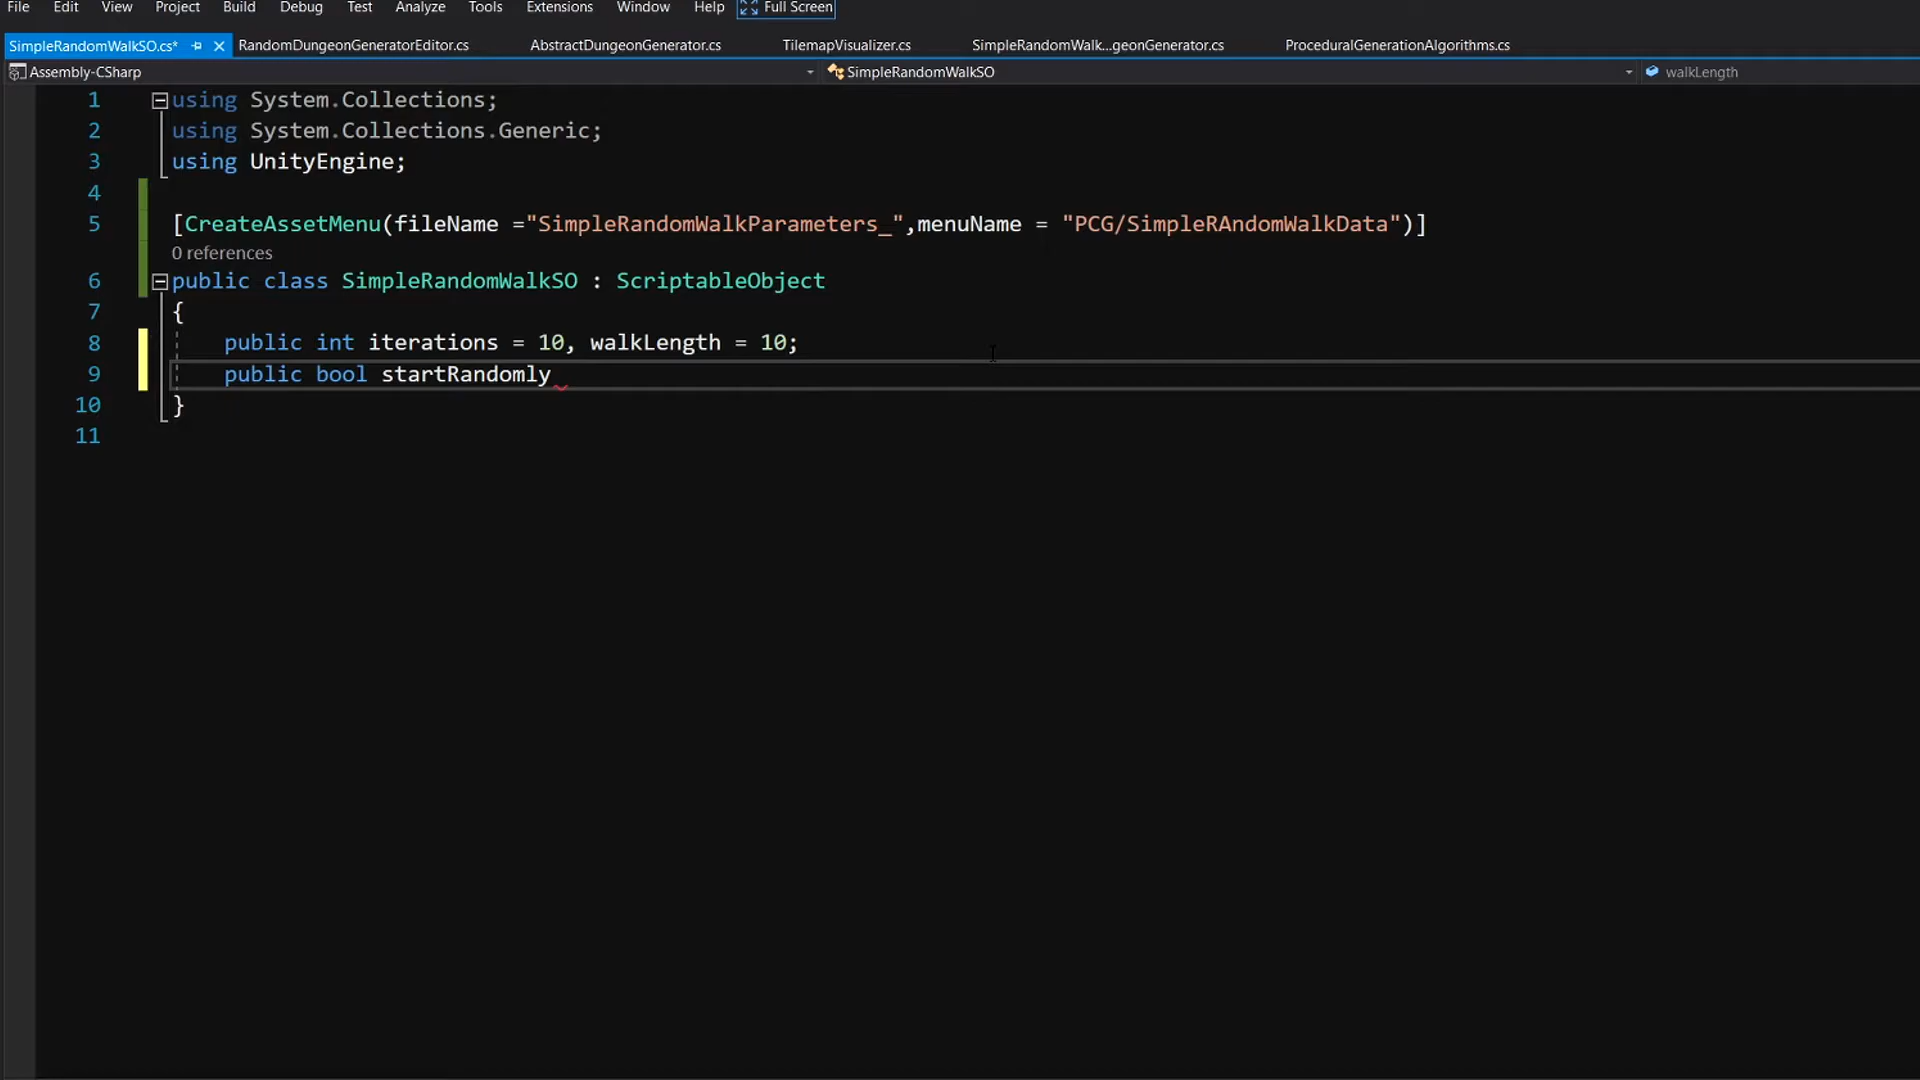 File Edit View Project Build Debug Test Analyze Tools Extensions Window Help Full Screen
SimpleRandomWalkSO.cs* RandomDungeonGeneratorEditor.cs AbstractDungeonGenerator.cs TilemapVisualizer.cs SimpleRandomWalk...geonGenerator.cs ProceduralGenerationAlgorithms.cs
Assembly-CSharp SimpleRandomWalkSO walkLength
1 using System.Collections;
2 using System.Collections.Generic;
3 using UnityEngine;
4
5 [CreateAssetMenu(fileName ="SimpleRandomWalkParameters_",menuName = "PCG/SimpleRAndomWalkData")]
0 references
6 public class SimpleRandomWalkSO : ScriptableObject
7 {
8 public int iterations = 10, walkLength = 10;
9 public bool startRandomly
10 }
11